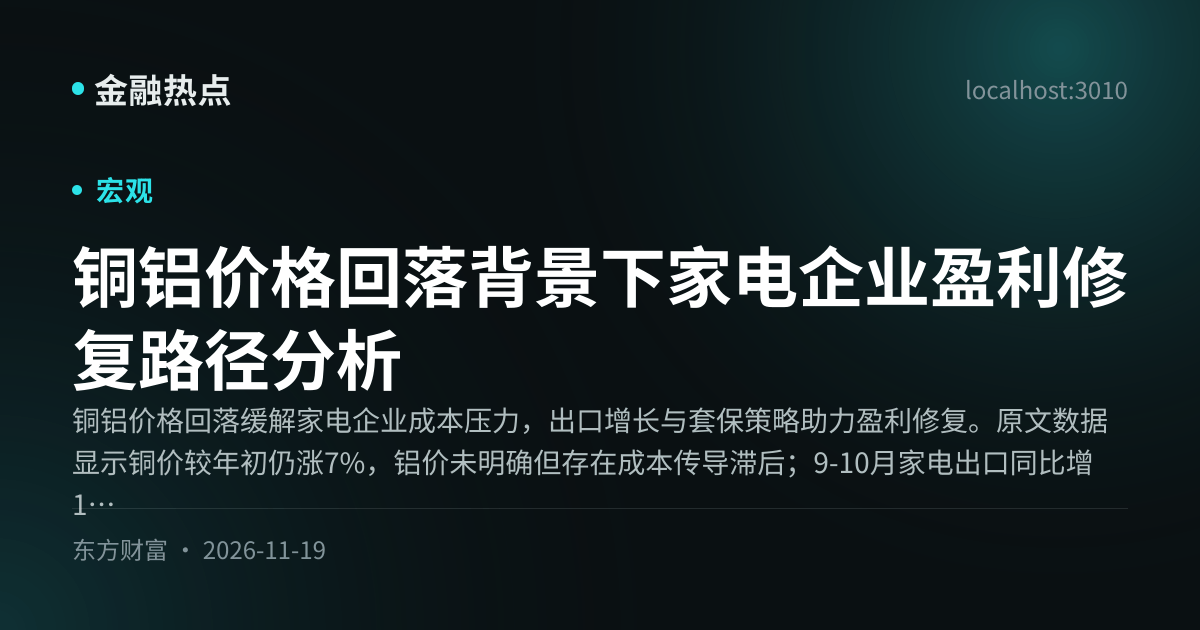 金融热点
localhost:3010
宏观
铜铝价格回落背景下家电企业盈利修
复路径分析
铜铝价格回落缓解家电企业成本压力，出口增长与套保策略助力盈利修复。原文数据
显示铜价较年初仍涨7%，铝价未明确但存在成本传导滞后；9-10月家电出口同比增
1…
东方财富 • 2026-11-19